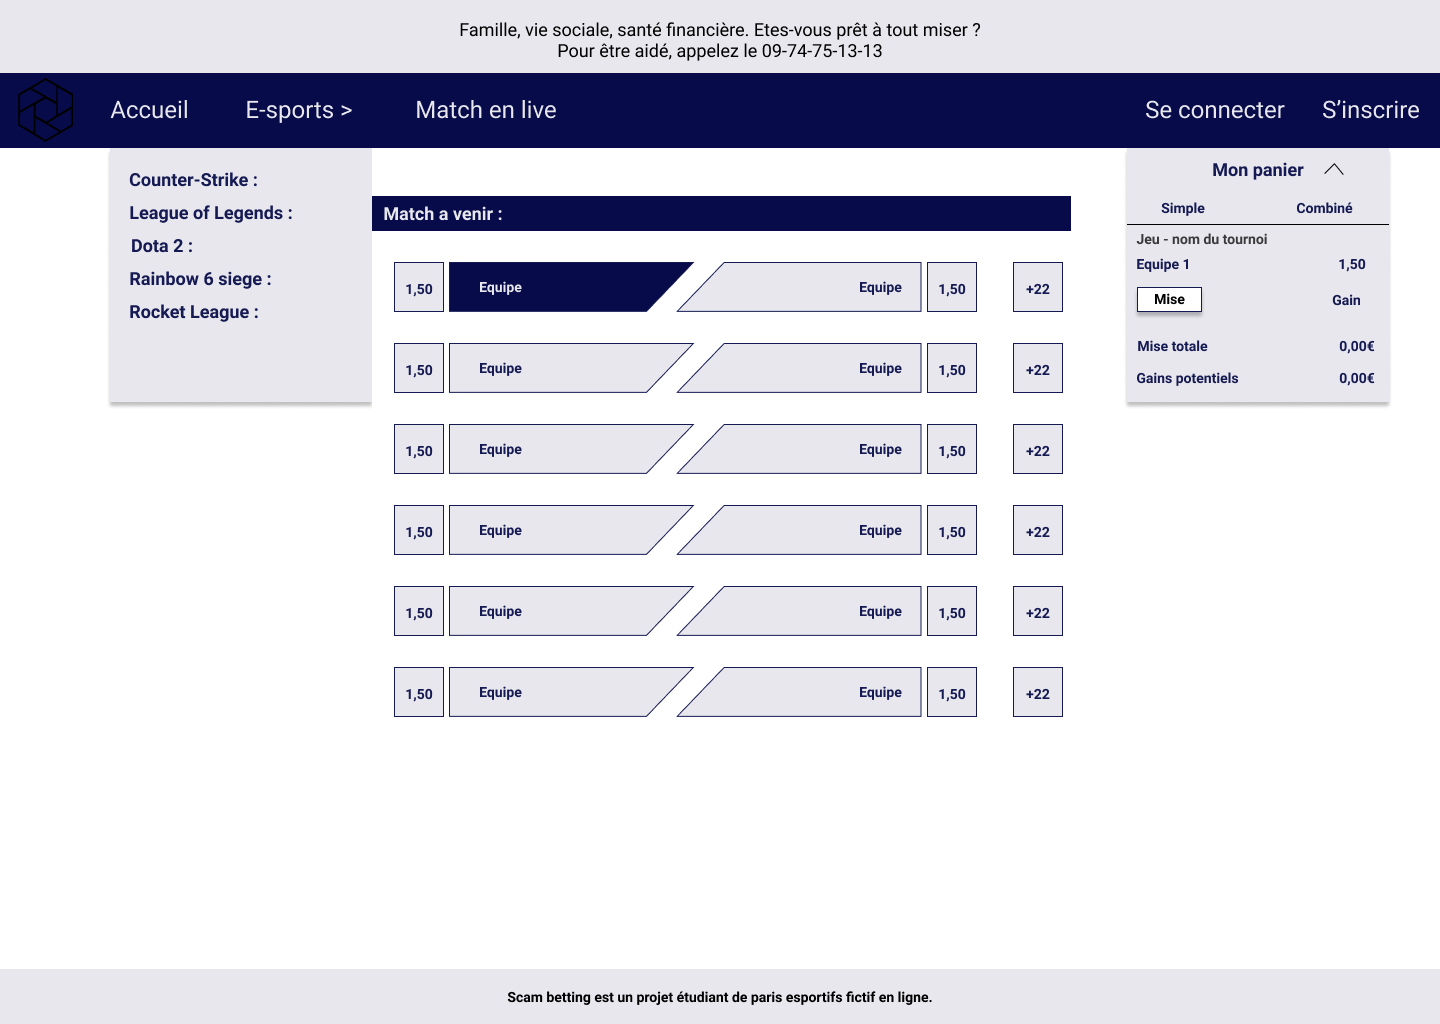 Famille, vie sociale, santé financière. Etes-vous prêt à tout miser ?
Pour être aidé, appelez le 09-74-75-13-13
Accueil E-sports > Match en live Se connecter S’inscrire
Counter-Strike :
League of Legends :
Dota 2 :
Rainbow 6 siege :
Rocket League :
Match a venir :
1,50 Equipe Equipe 1,50 +22
1,50 Equipe Equipe 1,50 +22
1,50 Equipe Equipe 1,50 +22
1,50 Equipe Equipe 1,50 +22
1,50 Equipe Equipe 1,50 +22
1,50 Equipe Equipe 1,50 +22
Mon panier
Simple Combiné
Jeu - nom du tournoi
Equipe 1 1,50
Mise Gain
Mise totale 0,00€
Gains potentiels 0,00€
Scam betting est un projet étudiant de paris esportifs fictif en ligne.